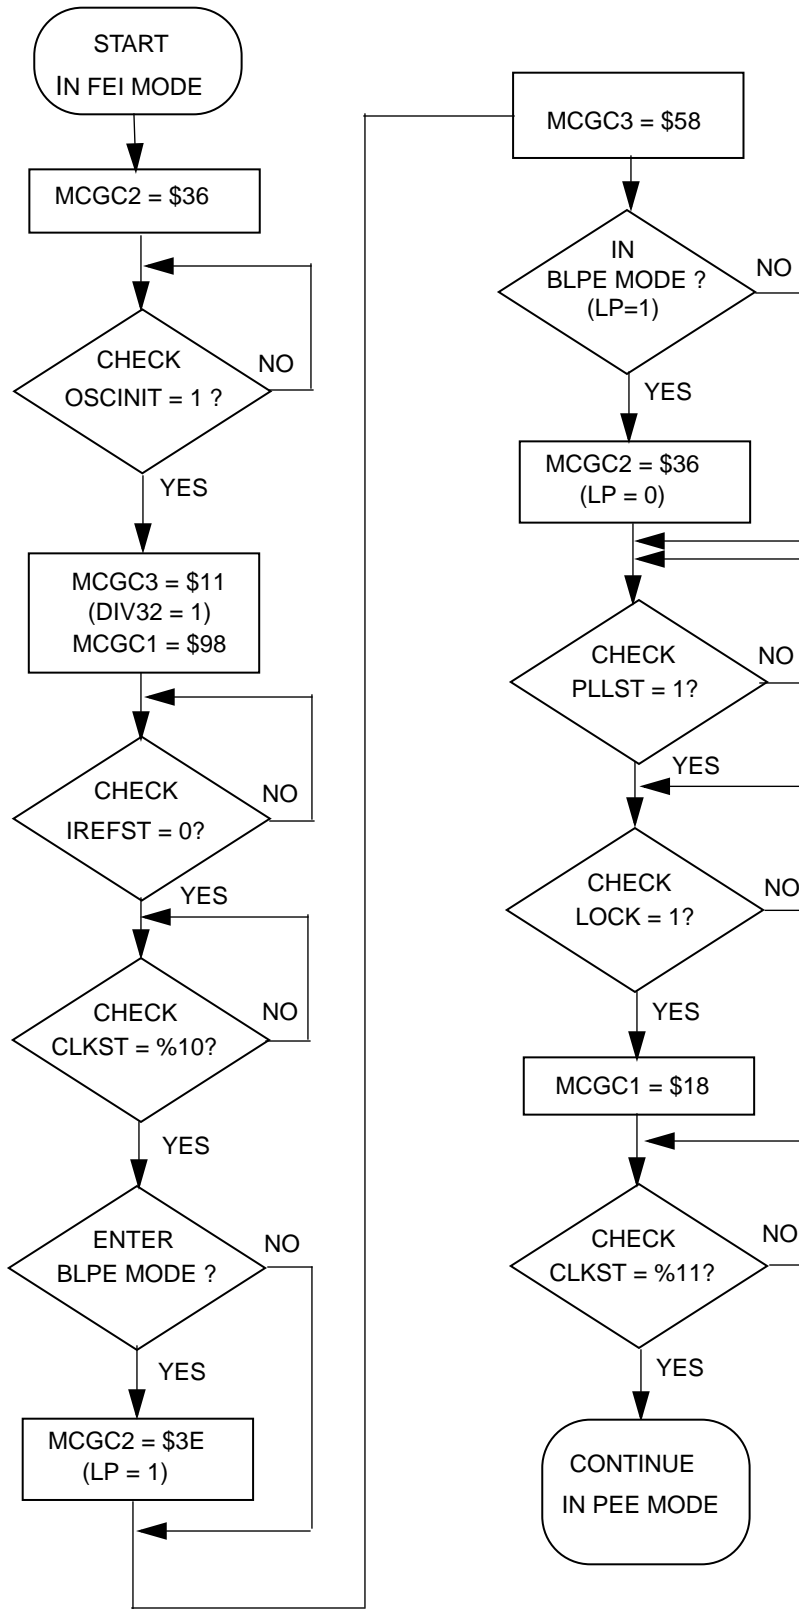 START
IN FEI MODE
MCGC2 = $36
CHECK
OSCINIT = 1 ?
NO
YES
MCGC3 = $11
(DIV32 = 1)
MCGC1 = $98
CHECK
IREFST = 0?
NO
YES
CHECK
CLKST = %10?
NO
YES
ENTER
BLPE MODE ?
NO
YES
MCGC2 = $3E
(LP = 1)
MCGC3 = $58
IN
BLPE MODE ?
(LP=1)
NO
YES
MCGC2 = $36
(LP = 0)
CHECK
PLLST = 1?
NO
YES
CHECK
LOCK = 1?
NO
YES
MCGC1 = $18
CHECK
CLKST = %11?
NO
YES
CONTINUE
IN PEE MODE